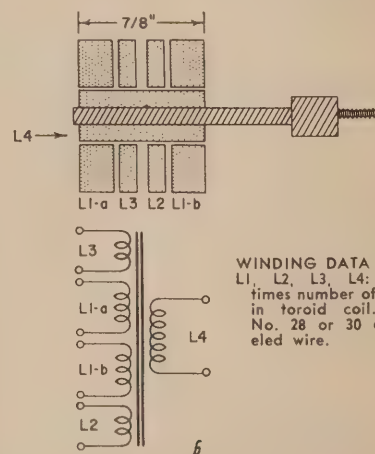 7/8"
L4
L1-a L3 L2 L1-b
L3
L1-a
L4
L1-b
L2
WINDING DATA
L1, L2, L3, L4:
times number of
in toroid coil.
No. 28 or 30
eled wire.
b